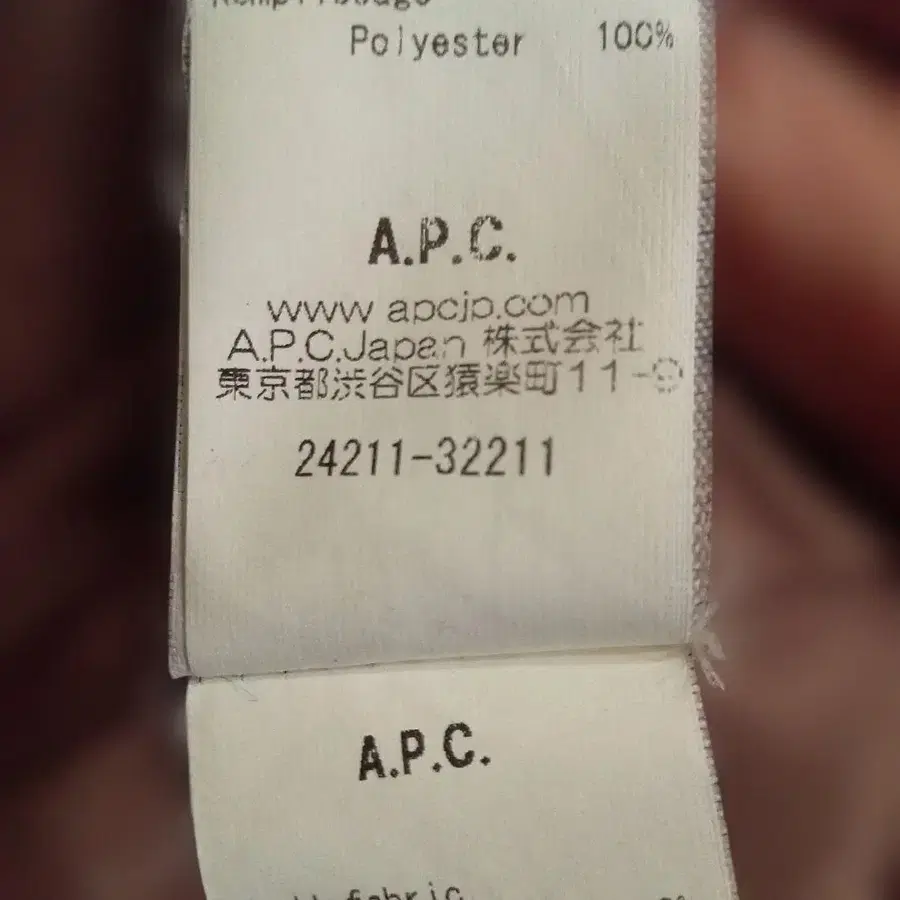 Polyester 100%
A.P.C.
www.apcjp.com
A.P.C.Japan 株式会社
東京都渋谷区猿楽町11-
24211-32211
A.P.C.
fabric